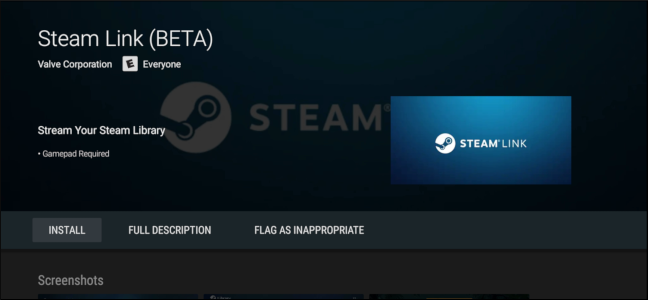 Steam Link (BETA)
Valve Corporation E Everyone
STEAM®
Stream Your Steam Library
• Gamepad Required
STEAM® LINK
INSTALL FULL DESCRIPTION FLAG AS INAPPROPRIATE
Screenshots